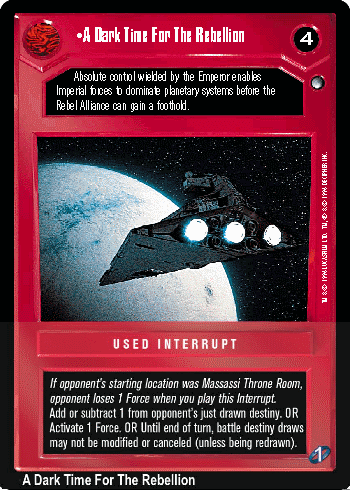 •A Dark Time For The Rebellion
4
Absolute control wielded by the Emperor enables
Imperial forces to dominate planetary systems before the
Rebel Alliance can gain a foothold.
USED INTERRUPT
If opponent's starting location was Massassi Throne Room,
opponent loses 1 Force when you play this Interrupt.
Add or subtract 1 from opponent's just drawn destiny. OR
Activate 1 Force. OR Until end of turn, battle destiny draws
may not be modified or canceled (unless being redrawn).
1
A Dark Time For The Rebellion